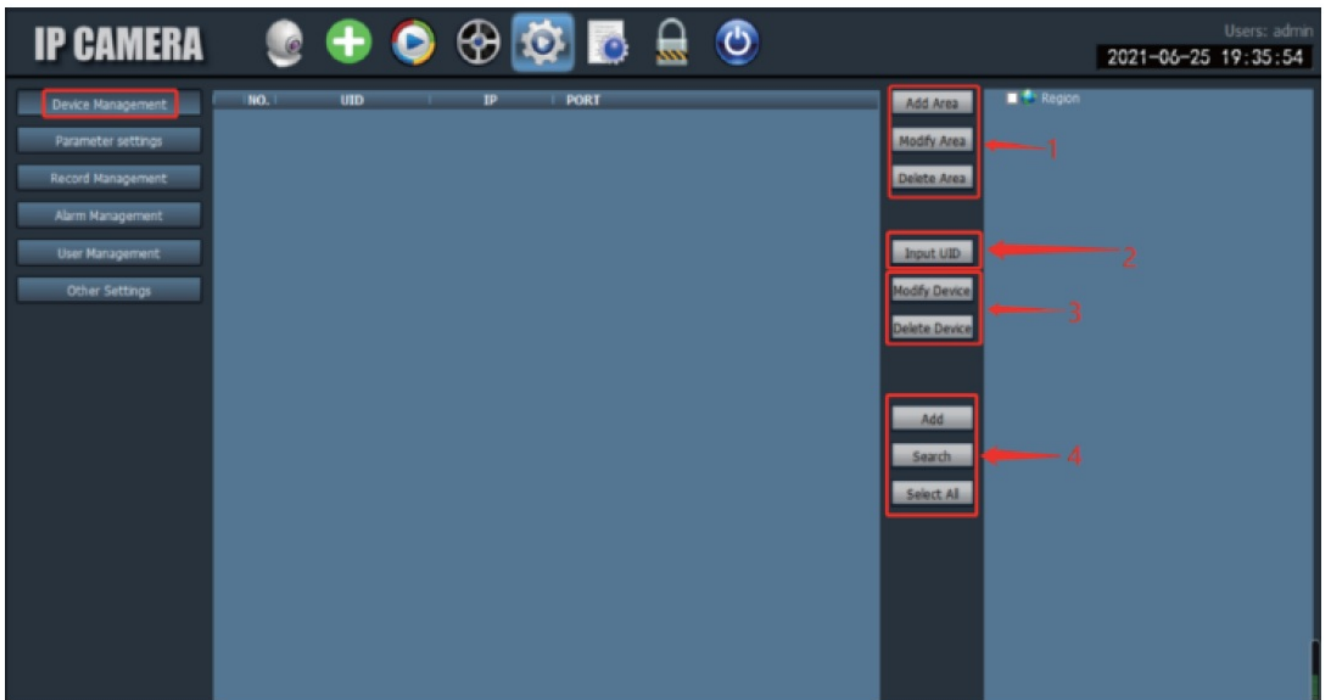 IP CAMERA
Users: admin
2021-06-25 19:35:54
Device Management
Parameter settings
Record Management
Alarm Management
User Management
Other Settings
NO. UID IP PORT
Add Area
Modify Area
Delete Area
1
Input UID
2
Modify Device
Delete Device
3
Add
Search
Select All
4
Region